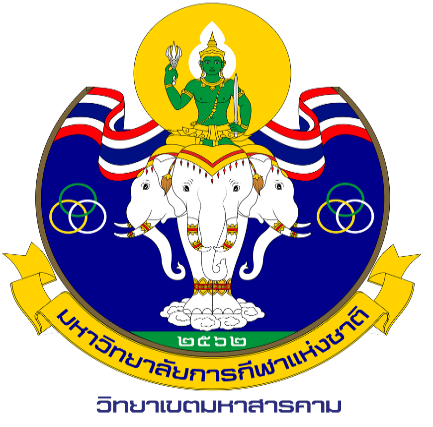 ๒๕๖๒
มหาวิทยาลัยการกีฬาแห่งชาติ
วิทยาเขตมหาสารคาม